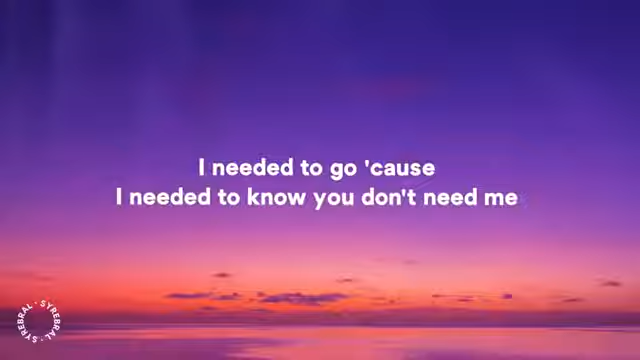 I needed to go 'cause
I needed to know you don't need me
SYREBRAL · SYREBRAL ·